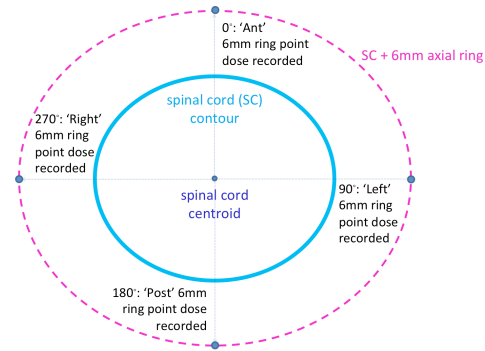 0°: ‘Ant’
6mm ring point
dose recorded
SC + 6mm axial ring
spinal cord (SC)
contour
270°: ‘Right’
6mm ring
point dose
recorded
spinal cord
centroid
90°: ‘Left’
6mm ring
point dose
recorded
180°: ‘Post’ 6mm
ring point dose
recorded